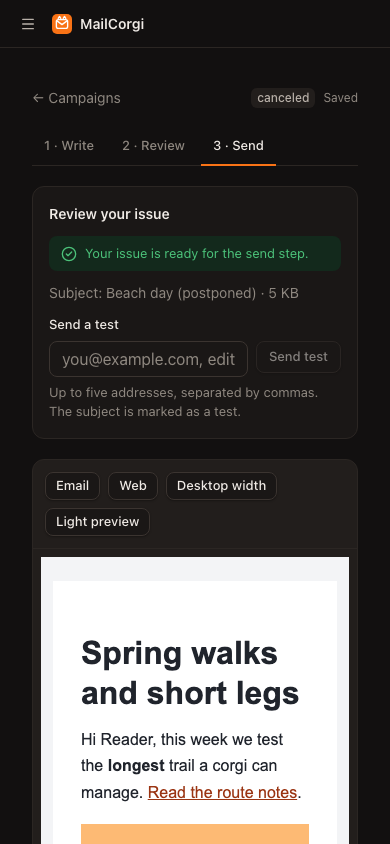 MailCorgi
← Campaigns
canceled
Saved
1 · Write
2 · Review
3 · Send
Review your issue
Your issue is ready for the send step.
Subject: Beach day (postponed) · 5 KB
Send a test
you@example.com, edit
Send test
Up to five addresses, separated by commas.
The subject is marked as a test.
Email
Web
Desktop width
Light preview
Spring walks
and short legs
Hi Reader, this week we test
the longest trail a corgi can
manage. Read the route notes.